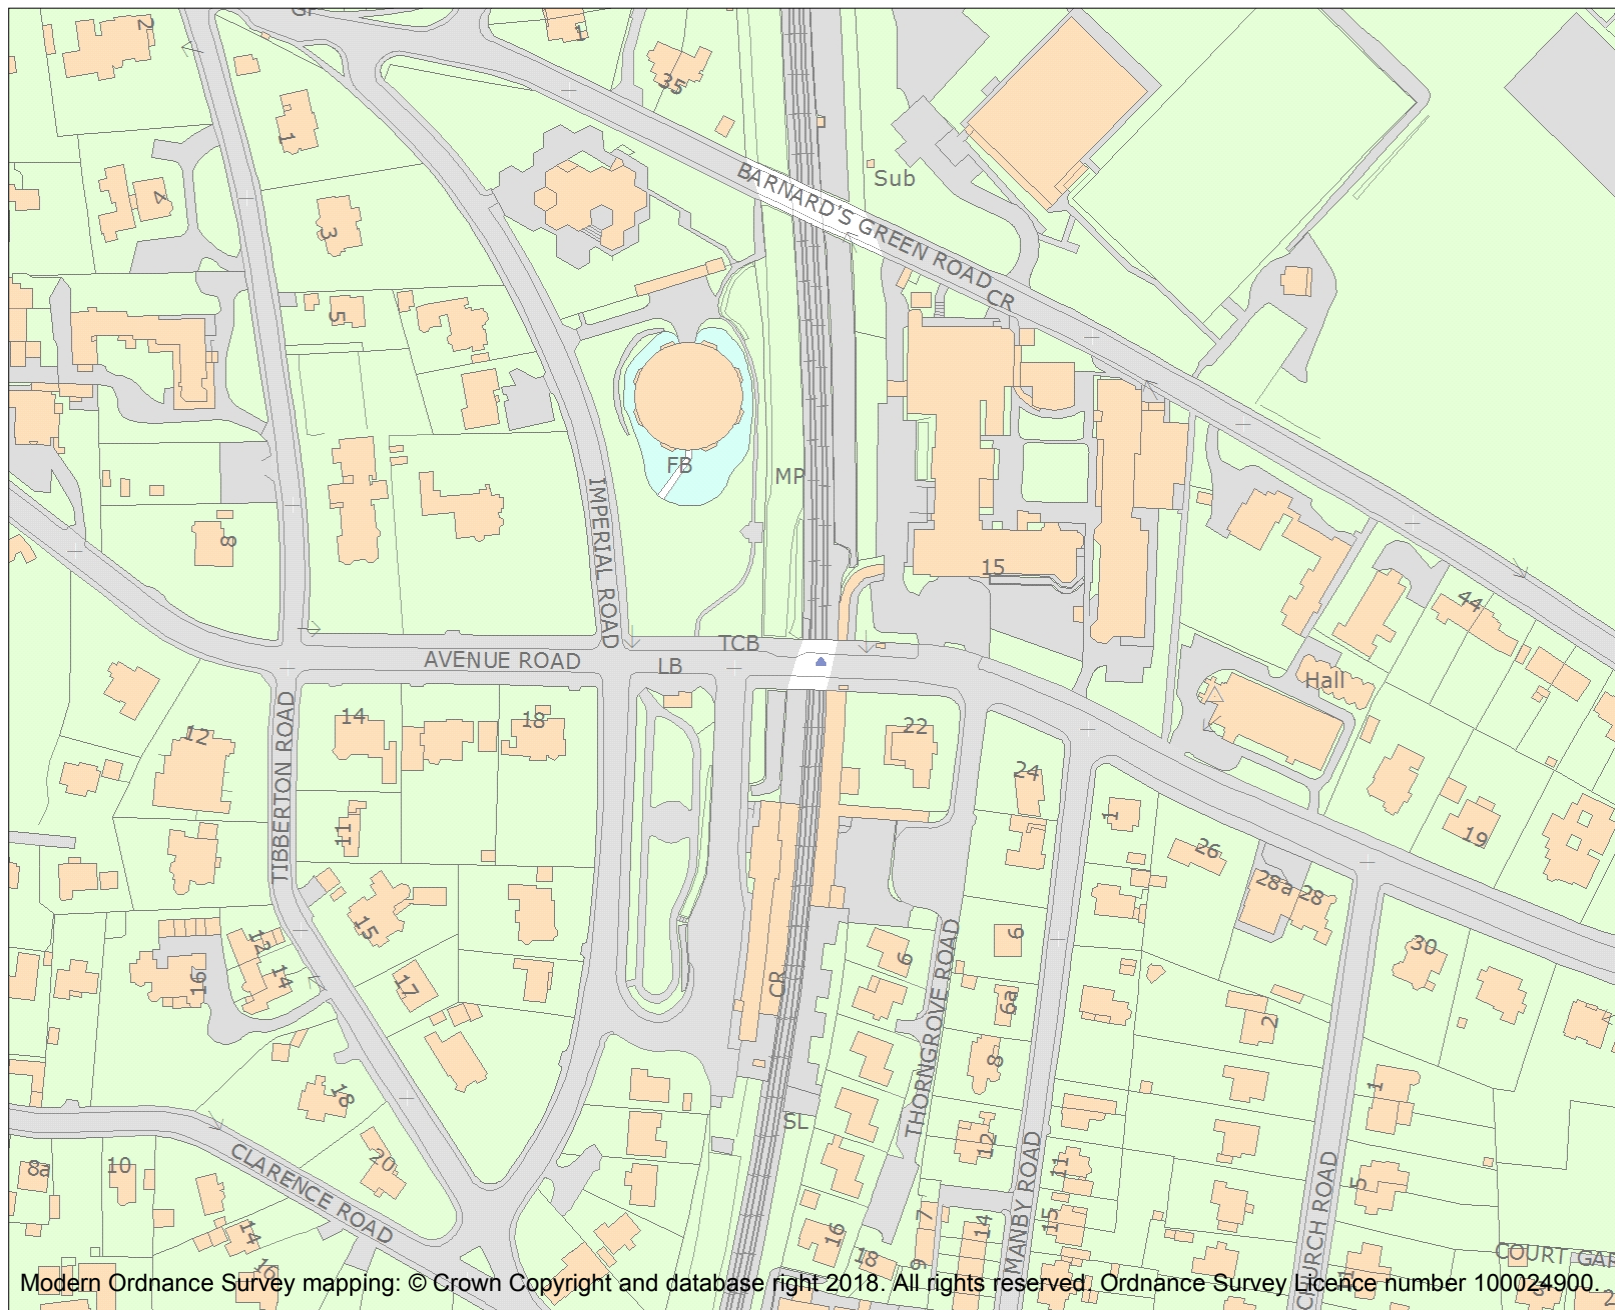 2
1
35
1
4
3
5
BARNARD'S GREEN ROAD
Sub
CR
FB
MP
IMPERIAL ROAD
8
15
44
TCB
AVENUE ROAD
LB
Hall
TIBBERTON ROAD
14
18
12
22
24
1
11
26
19
28a
28
15
12
14
16
17
CR
6
6
30
6a
THORNGROVE ROAD
2
8
18
1
SL
12
MANBY ROAD
11
CLARENCE ROAD
20
8a
10
5
CHURCH ROAD
14
16
16
18
7
9
14
15
COURT GAR
Modern Ordnance Survey mapping: © Crown Copyright and database right 2018. All rights reserved. Ordnance Survey Licence number 100024900..